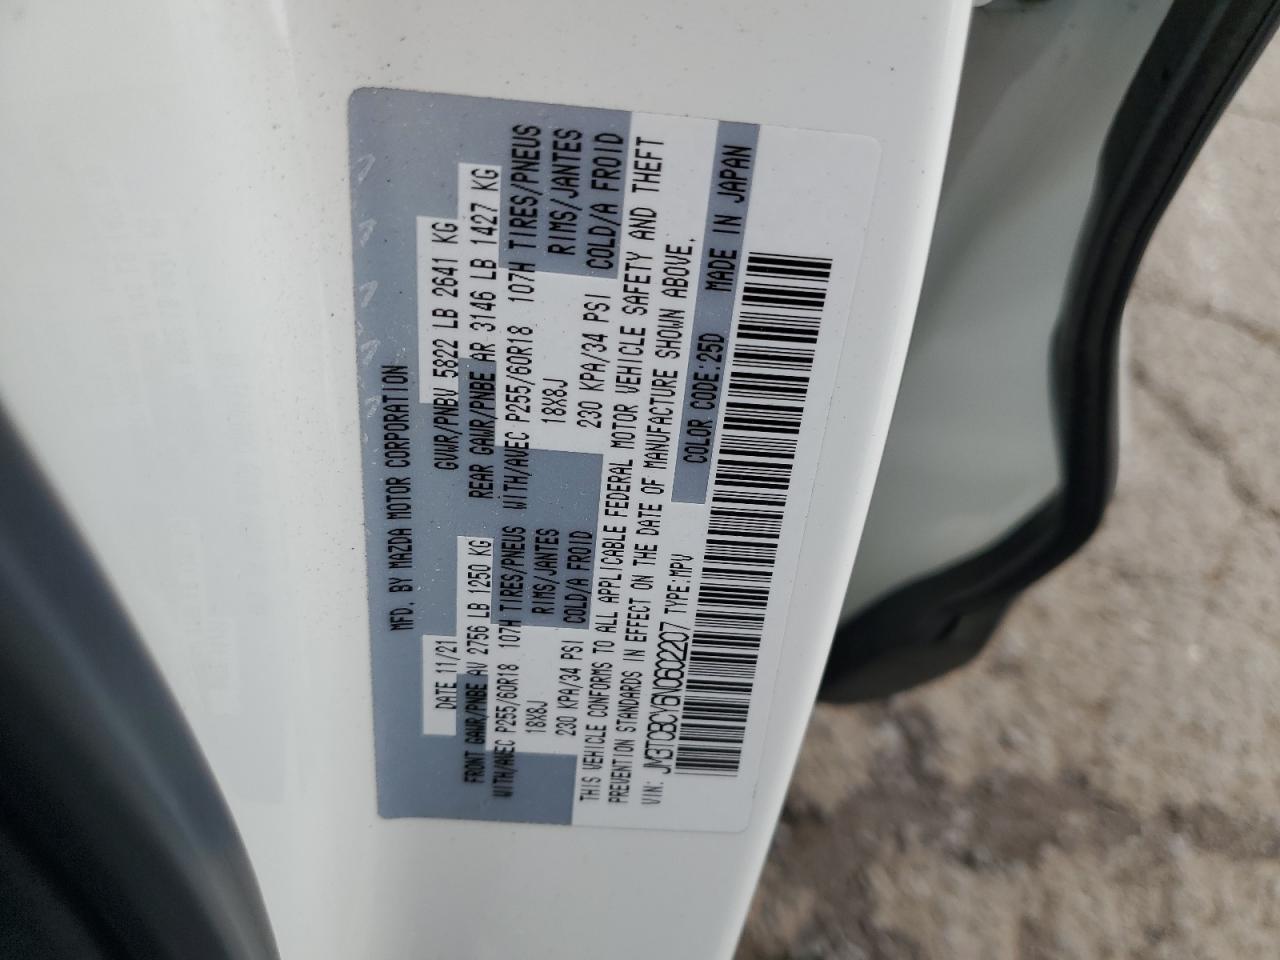 MFD. BY MAZDA MOTOR CORPORATION
DATE 11/21 GVWR/PNBV 5822 LB 2641 KG
FRONT GAWR/PNBE AV 2756 LB 1250 KG REAR GAWR/PNBE AR 3146 LB 1427 KG
WITH/AVEC P255/60R18 107H TIRES/PNEUS WITH/AVEC P255/60R18 107H TIRES/PNEUS
18X8J RIMS/JANTES 18X8J RIMS/JANTES
230 KPA/34 PSI COLD/A FROID 230 KPA/34 PSI COLD/A FROID
THIS VEHICLE CONFORMS TO ALL APPLICABLE FEDERAL MOTOR VEHICLE SAFETY AND THEFT
PREVENTION STANDARDS IN EFFECT ON THE DATE OF MANUFACTURE SHOWN ABOVE.
VIN: JM3TCBCY6N0602207 TYPE:MPV COLOR CODE:25D MADE IN JAPAN